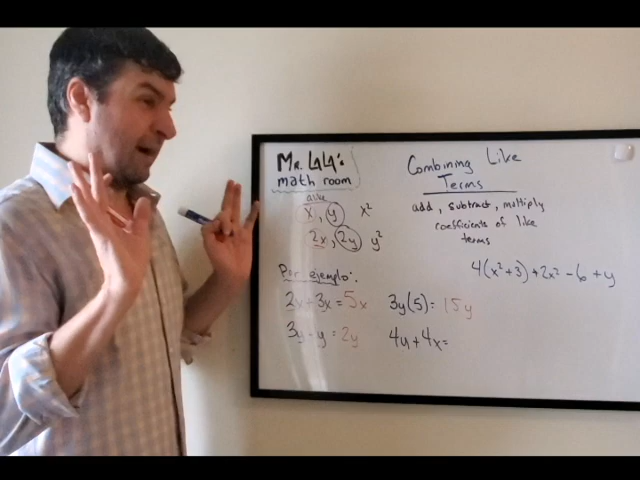 Mr. LaLa's
math room
Combining Like
Terms
alike
x, y x²
2x, 2y y²
add, subtract, multiply
coefficients of like
terms
4(x²+3)+2x²-6+y
Por ejemplo:
2x+3x=5x 3y(5)=15y
3y-y=2y 4y+4x=